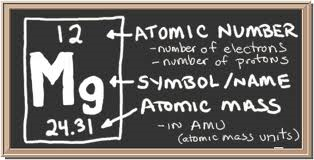 12
Mg
24.31
ATOMIC NUMBER
-number of electrons
-number of protons
SYMBOL/NAME
ATOMIC MASS
-IN AMU
(atomic mass units)